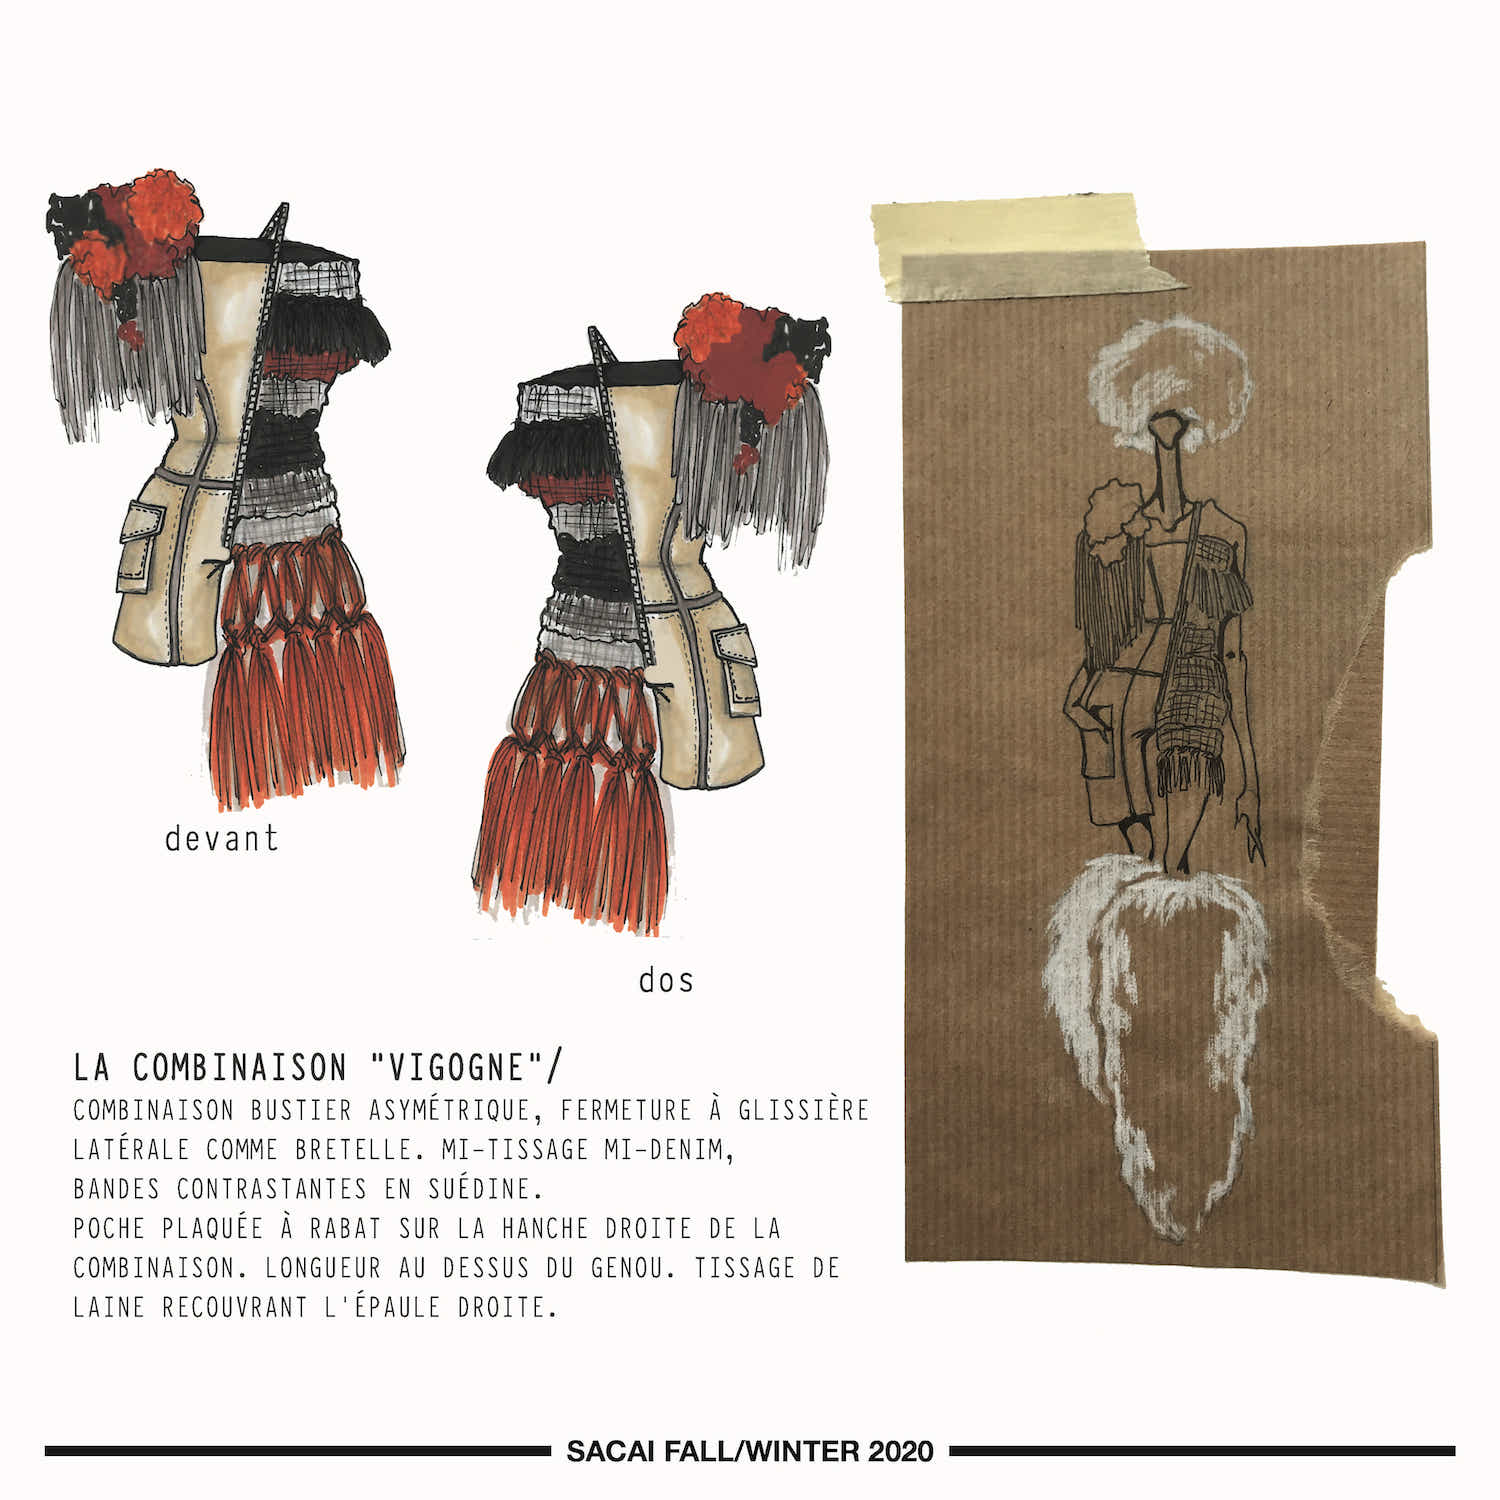 devant
dos
LA COMBINAISON "VIGOGNE"/
COMBINAISON BUSTIER ASYMÉTRIQUE, FERMETURE À GLISSIÈRE
LATÉRALE COMME BRETELLE. MI-TISSAGE MI-DENIM,
BANDES CONTRASTANTES EN SUÉDINE.
POCHE PLAQUÉE À RABAT SUR LA HANCHE DROITE DE LA
COMBINAISON. LONGUEUR AU DESSUS DU GENOU. TISSAGE DE
LAINE RECOUVRANT L'ÉPAULE DROITE.
SACAI FALL/WINTER 2020